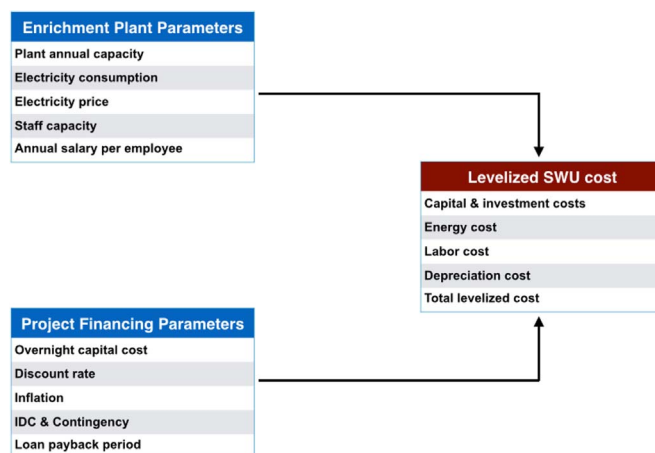 Enrichment Plant Parameters
Plant annual capacity
Electricity consumption
Electricity price
Staff capacity
Annual salary per employee
Levelized SWU cost
Capital & investment costs
Energy cost
Labor cost
Depreciation cost
Total levelized cost
Project Financing Parameters
Overnight capital cost
Discount rate
Inflation
IDC & Contingency
Loan payback period